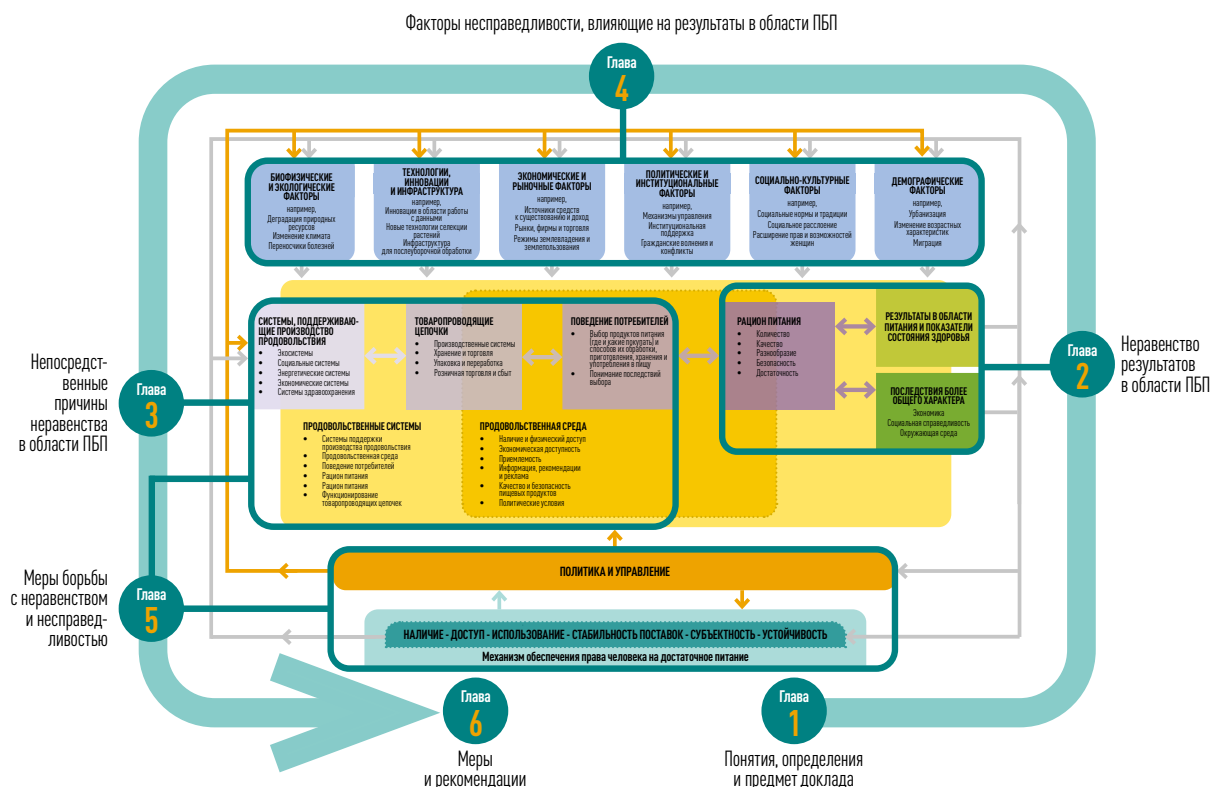 Факторы несправедливости, влияющие на результаты в области ПБП
Глава
4
БИОФИЗИЧЕСКИЕ
И ЭКОЛОГИЧЕСКИЕ
ФАКТОРЫ
например,
Деградация природных
ресурсов
Изменение климата
Переносчики болезней
ТЕХНОЛОГИИ,
ИННОВАЦИИ
И ИНФРАСТРУКТУРА
например,
Инновации в области работы
с данными
Новые технологии селекции
растений
Инфраструктура
для послеуборочной обработки
ЭКОНОМИЧЕСКИЕ И
РЫНОЧНЫЕ ФАКТОРЫ
например,
Источники средств
к существованию и доход
Рынки, фирмы и торговля
Режимы землевладения и
землепользования
ПОЛИТИЧЕСКИЕ И
ИНСТИТУЦИОНАЛЬНЫЕ
ФАКТОРЫ
например,
Механизмы управления
Институциональная
поддержка
Гражданские волнения и
конфликты
СОЦИАЛЬНО-КУЛЬТУРНЫЕ
ФАКТОРЫ
например,
Социальные нормы и традиции
Социальное расслоение
Расширение прав и возможностей
женщин
ДЕМОГРАФИЧЕСКИЕ
ФАКТОРЫ
например,
Урбанизация
Изменение возрастных
характеристик
Миграция
СИСТЕМЫ, ПОДДЕРЖИВАЮ-
ЩИЕ ПРОИЗВОДСТВО
ПРОДОВОЛЬСТВИЯ
• Экосистемы
• Социальные системы
• Энергетические системы
• Экономические системы
• Системы здравоохранения
ТОВАРОПРОВОДЯЩИЕ
ЦЕПОЧКИ
• Производственные системы
• Хранение и торговля
• Упаковка и переработка
• Розничная торговля и сбыт
ПОВЕДЕНИЕ ПОТРЕБИТЕЛЕЙ
• Выбор продуктов питания
(где и какие пркурать) и
способов их обработки,
приготовления, хранения и
употребления в пищу
• Понимание последствий
выбора
РАЦИОН ПИТАНИЯ
• Количество
• Качество
• Разнообразие
• Безопасность
• Достаточность
РЕЗУЛЬТАТЫ В ОБЛАСТИ
ПИТАНИЯ И ПОКАЗАТЕЛИ
СОСТОЯНИЯ ЗДОРОВЬЯ
ПОСЛЕДСТВИЯ БОЛЕЕ
ОБЩЕГО ХАРАКТЕРА
Экономика
Социальная справедливость
Окружающая среда
ПРОДОВОЛЬСТВЕННЫЕ СИСТЕМЫ
• Системы поддержки
производства продовольствия
• Продовольственная среда
• Поведение потребителей
• Рацион питания
• Рацион питания
• Функционирование
товаропроводящих цепочек
ПРОДОВОЛЬСТВЕННАЯ СРЕДА
• Наличие и физический доступ
• Экономическая доступность
• Приемлемость
• Информация, рекомендации
и реклама
• Качество и безопасность
пищевых продуктов
• Политические условия
Непосредст-
венные
причины
неравенства
в области ПБП
Глава
3
Глава
2
Неравенство
результатов
в области ПБП
Меры борьбы
с неравенством
и несправед-
ливостью
Глава
5
ПОЛИТИКА И УПРАВЛЕНИЕ
НАЛИЧИЕ - ДОСТУП - ИСПОЛЬЗОВАНИЕ - СТАБИЛЬНОСТЬ ПОСТАВОК - СУБЪЕКТНОСТЬ - УСТОЙЧИВОСТЬ
Механизм обеспечения права человека на достаточное питание
Глава
6
Меры
и рекомендации
Глава
1
Понятия, определения
и предмет доклада